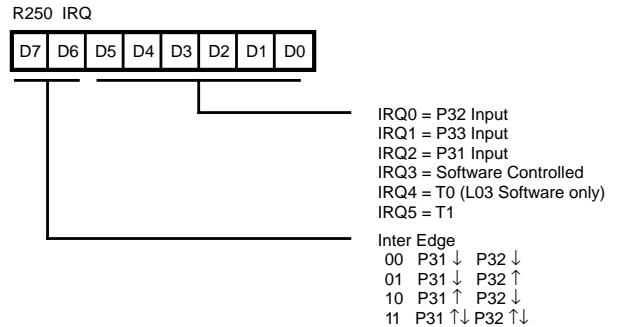 R250 IRQ
D7 D6 D5 D4 D3 D2 D1 D0
IRQ0 = P32 Input
IRQ1 = P33 Input
IRQ2 = P31 Input
IRQ3 = Software Controlled
IRQ4 = T0 (L03 Software only)
IRQ5 = T1
Inter Edge
00 P31 ↓ P32 ↓
01 P31 ↓ P32 ↑
10 P31 ↑ P32 ↓
11 P31 ↑↓ P32 ↑↓